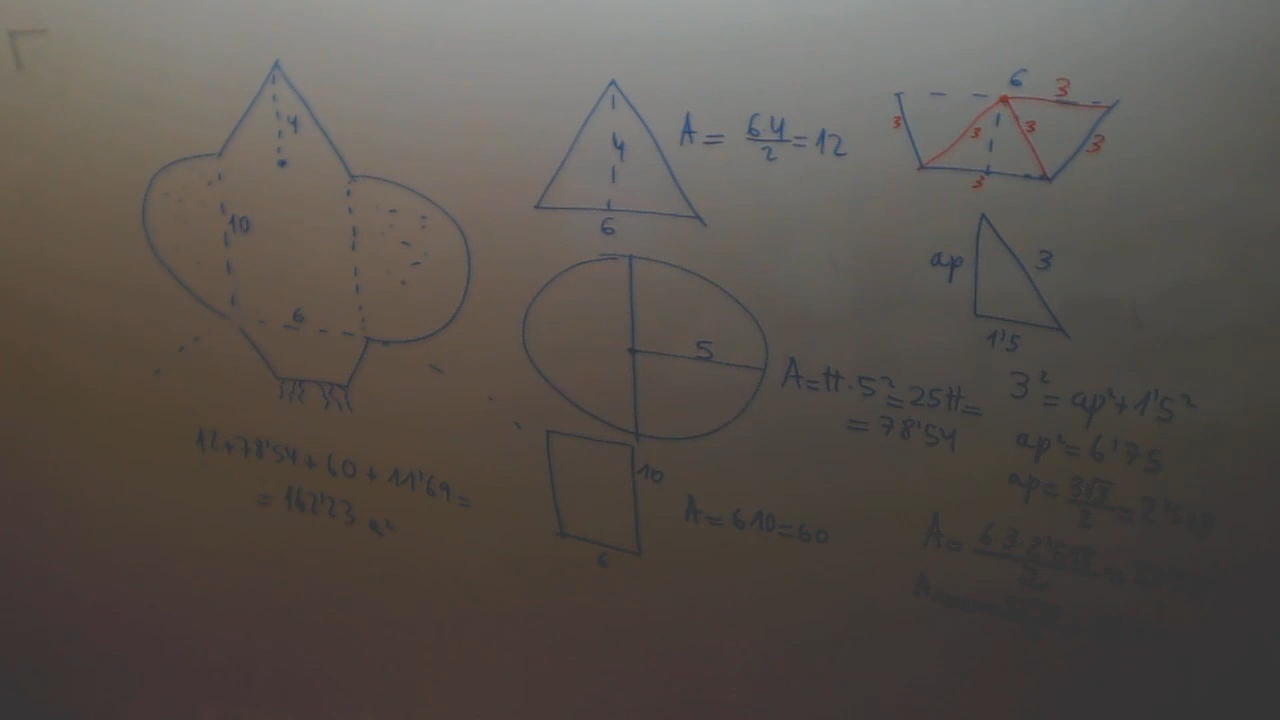 4
10
6
12+78'54+60+11'69=
=162'23 u²
4
6
A = 6·4/2 = 12
5
A=π·5²=25π=
=78'54
10
6
A=6·10=60
6
3
3
3
3
3
3
ap
3
1'5
3²=ap²+1'5²
ap²=6'75